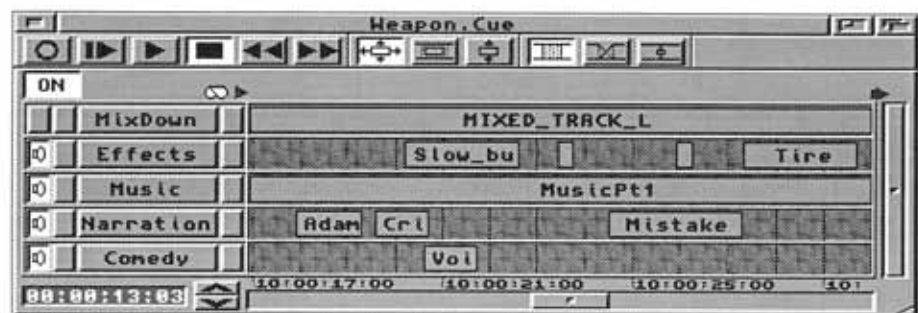 Weapon.Cue
ON
MixDown MIXED_TRACK_L
Effects Slow_bu Tire
Music MusicPt1
Narration Adam Cri Mistake
Comedy Voi
00:00:13:03 10:00:17:00 10:00:21:00 10:00:25:00 10: